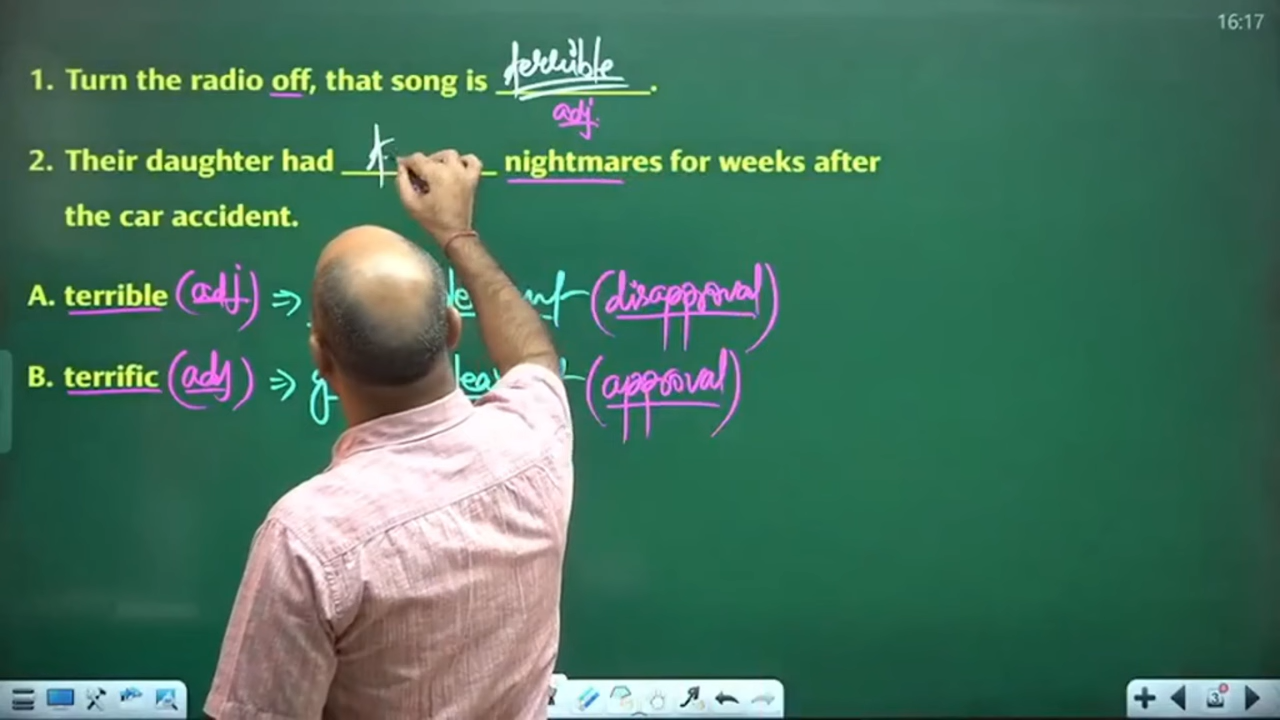 16:17
1. Turn the radio off, that song is terrible.
adj.
2. Their daughter had t nightmares for weeks after
the car accident.
A. terrible (adj) ⇒ (disapproval)
B. terrific (adj) ⇒ (approval)
3